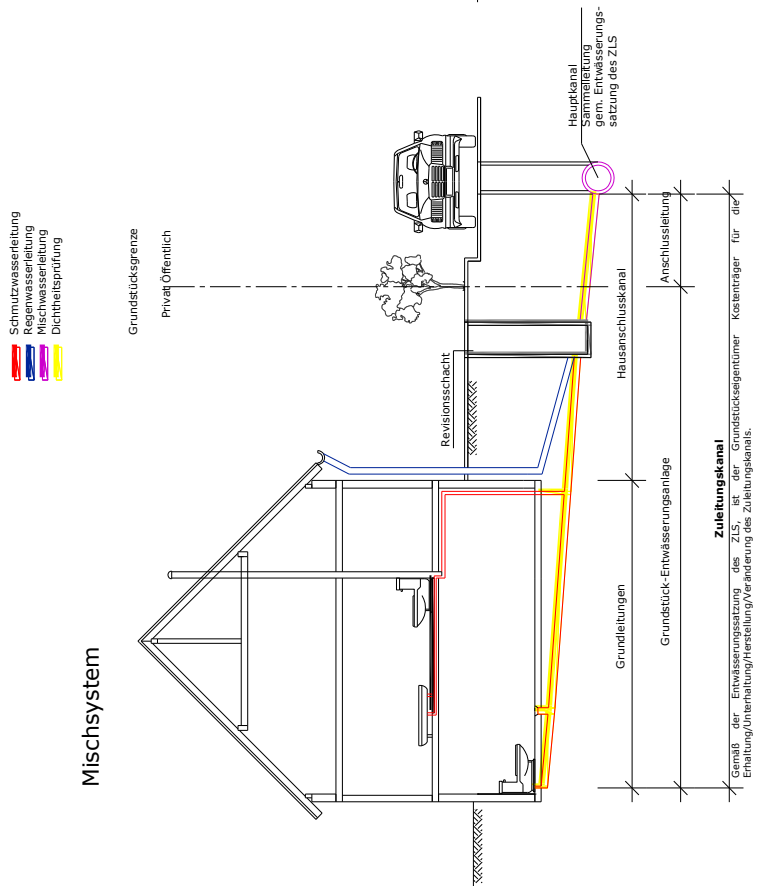 Mischsystem
Schmutzwasserleitung
Regenwasserleitung
Mischwasserleitung
Dichtheitsprüfung
Grundstücksgrenze
Privat Öffentlich
Revisionsschacht
Hauptkanal
Sammelleitung
gem. Entwässerungs-
satzung des ZLS
Grundleitungen
Hausanschlusskanal
Grundstück-Entwässerungsanlage
Anschlussleitung
Zuleitungskanal
Gemäß der Entwässerungssatzung des ZLS, ist der Grundstückseigentümer Kostenträger für die
Erhaltung/Unterhaltung/Herstellung/Veränderung des Zuleitungskanals.